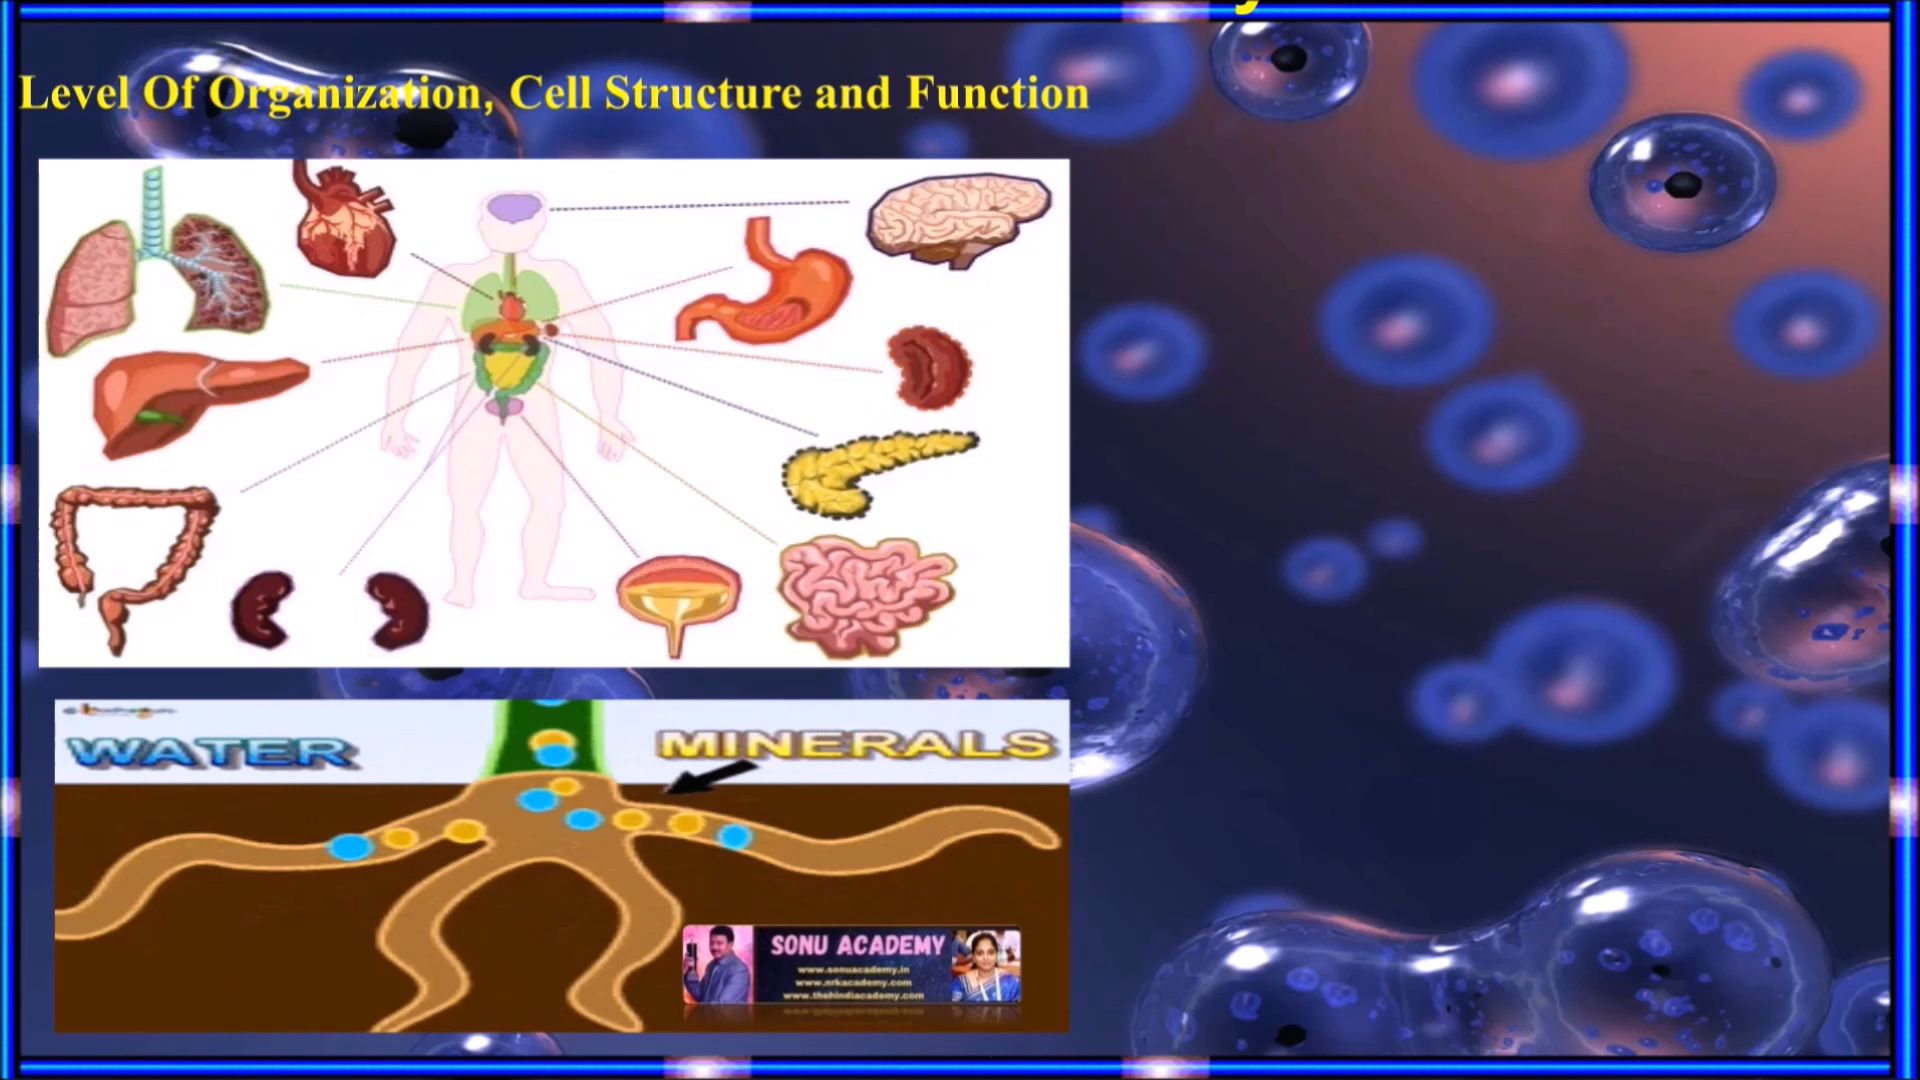 Level Of Organization, Cell Structure and Function
WATER
MINERALS
SONU ACADEMY
www.sonuacademy.in
www.nrkacademy.com
www.thehindiacademy.com